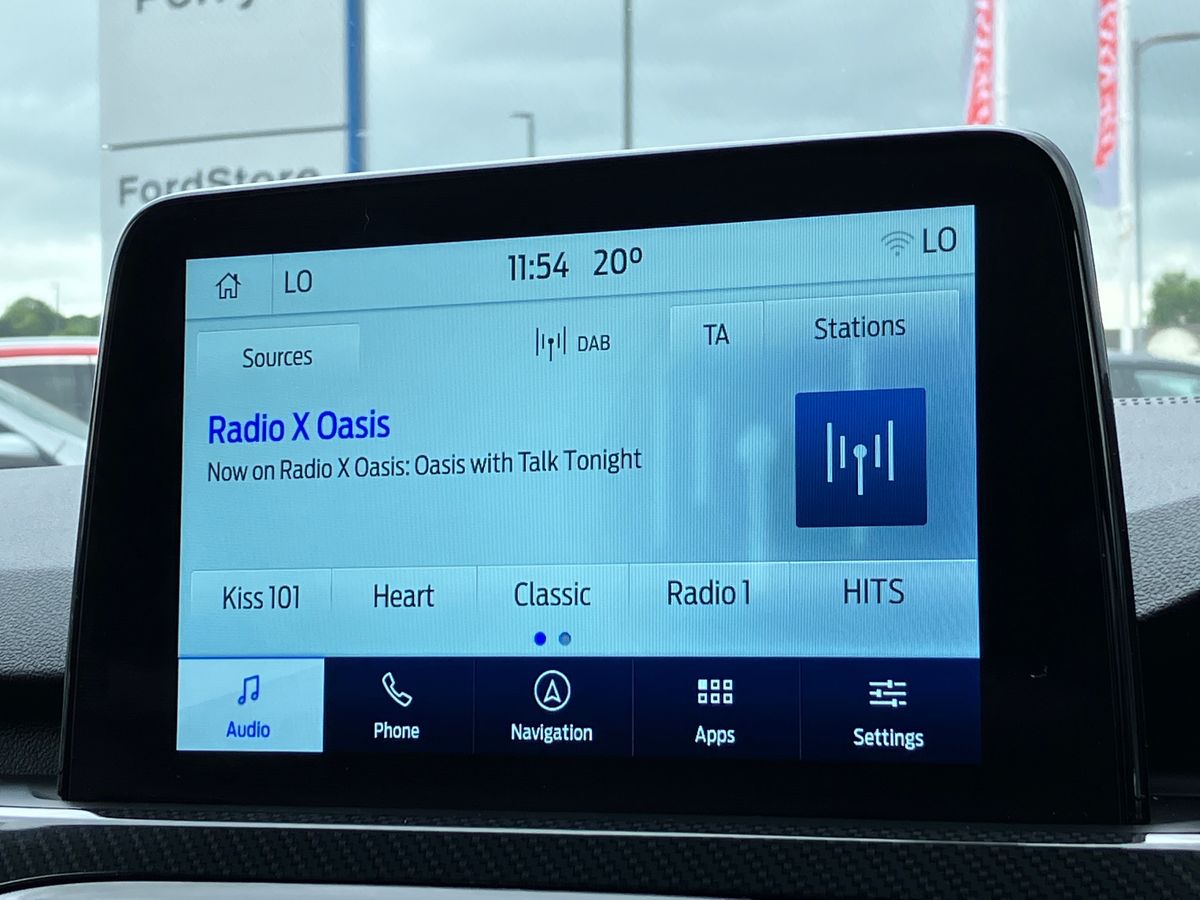 FordStore
LO 11:54 20º LO
Sources DAB TA Stations
Radio X Oasis
Now on Radio X Oasis: Oasis with Talk Tonight
Kiss 101 Heart Classic Radio 1 HITS
Audio Phone Navigation Apps Settings